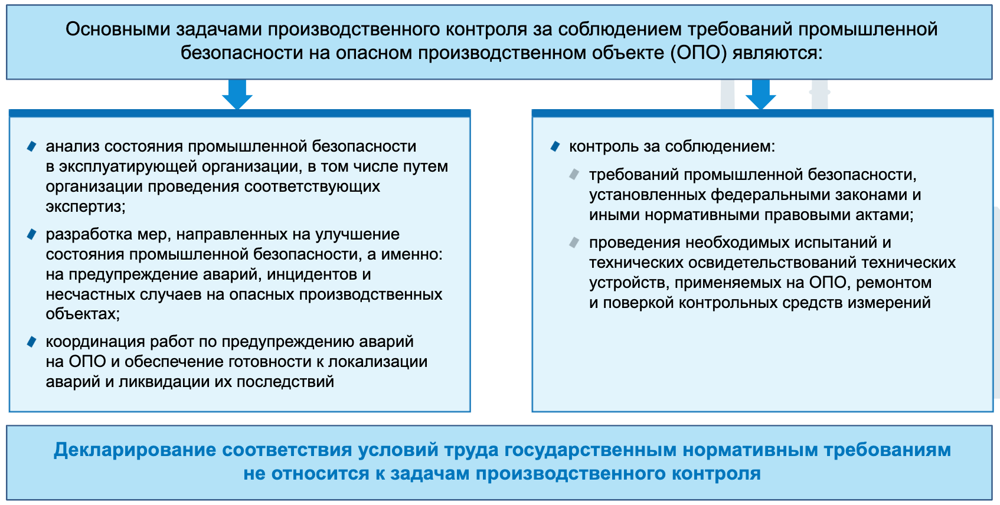 Основными задачами производственного контроля за соблюдением требований промышленной
безопасности на опасном производственном объекте (ОПО) являются:
анализ состояния промышленной безопасности
в эксплуатирующей организации, в том числе путем
организации проведения соответствующих
экспертиз;
разработка мер, направленных на улучшение
состояния промышленной безопасности, а именно:
на предупреждение аварий, инцидентов и
несчастных случаев на опасных производственных
объектах;
координация работ по предупреждению аварий
на ОПО и обеспечение готовности к локализации
аварий и ликвидации их последствий
контроль за соблюдением:
требований промышленной безопасности,
установленных федеральными законами и
иными нормативными правовыми актами;
проведения необходимых испытаний и
технических освидетельствований технических
устройств, применяемых на ОПО, ремонтом
и поверкой контрольных средств измерений
Декларирование соответствия условий труда государственным нормативным требованиям
не относится к задачам производственного контроля